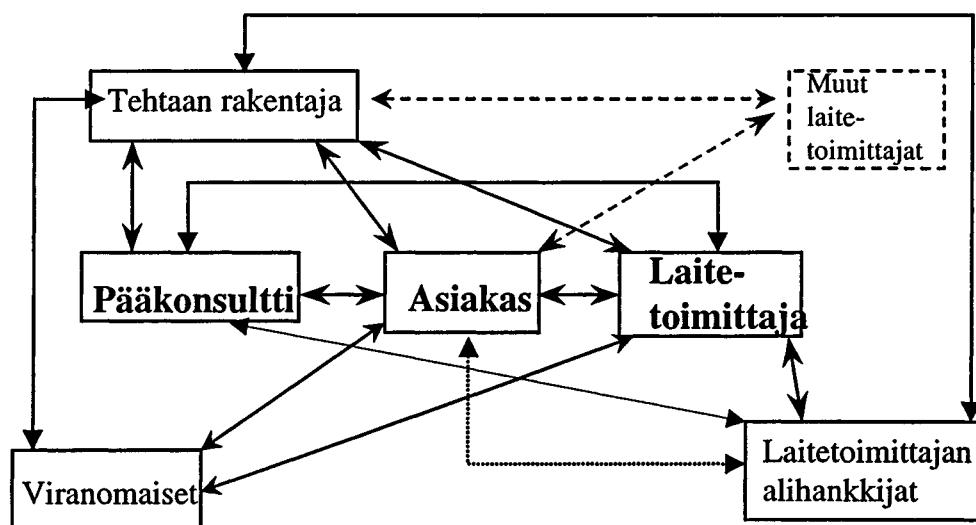 Tehtaan rakentaja
Muut
laite-
toimittajat
Pääkonsultti
Asiakas
Laite-
toimittaja
Viranomaiset
Laitetoimittajan
alihankkijat